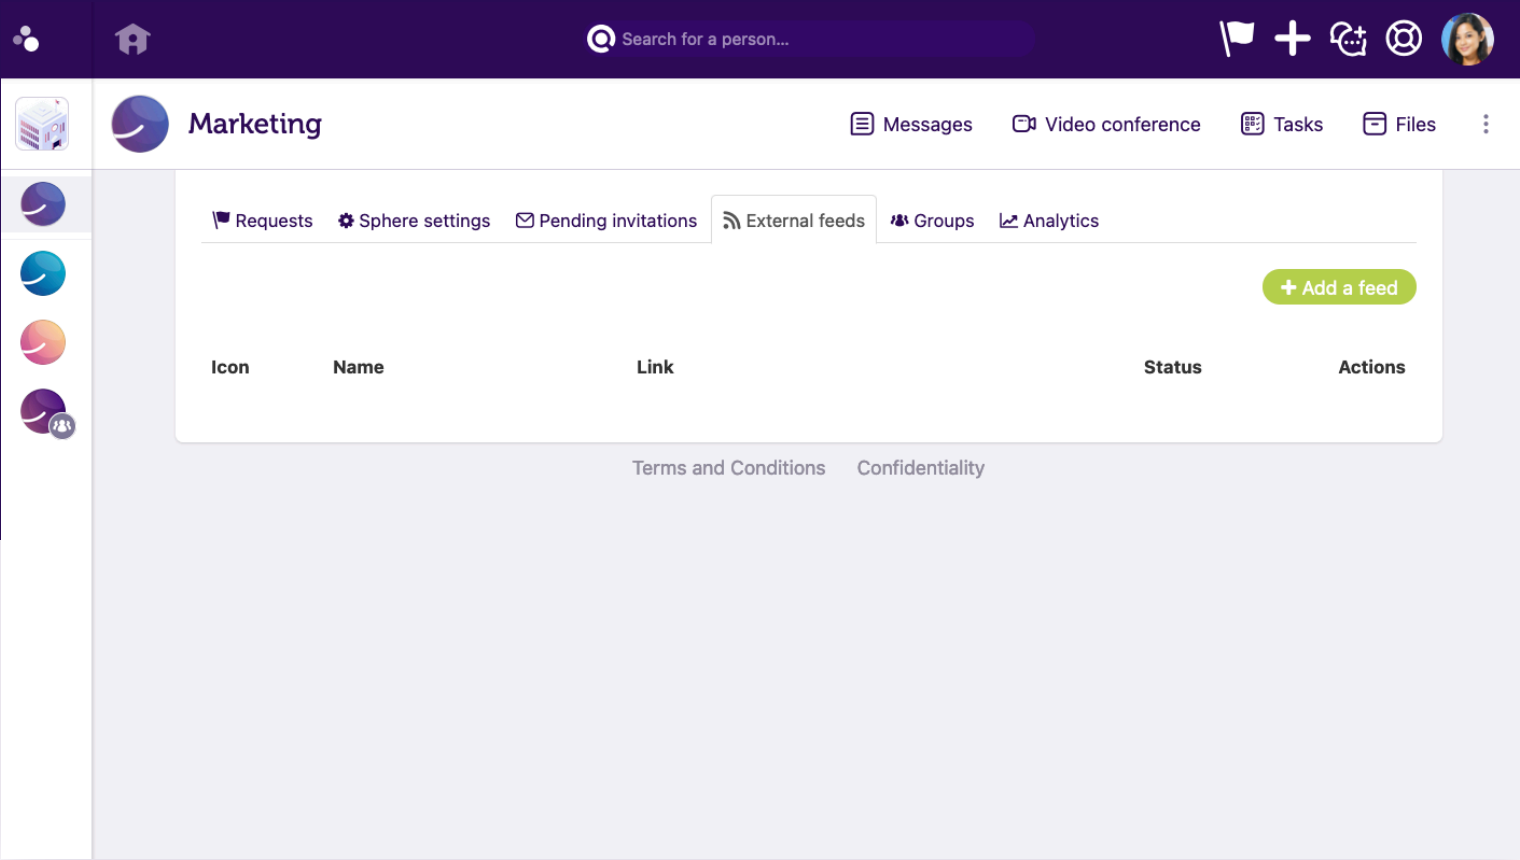 Search for a person...
Marketing
Messages
Video conference
Tasks
Files
Requests
Sphere settings
Pending invitations
External feeds
Groups
Analytics
Add a feed
Icon
Name
Link
Status
Actions
Terms and Conditions
Confidentiality